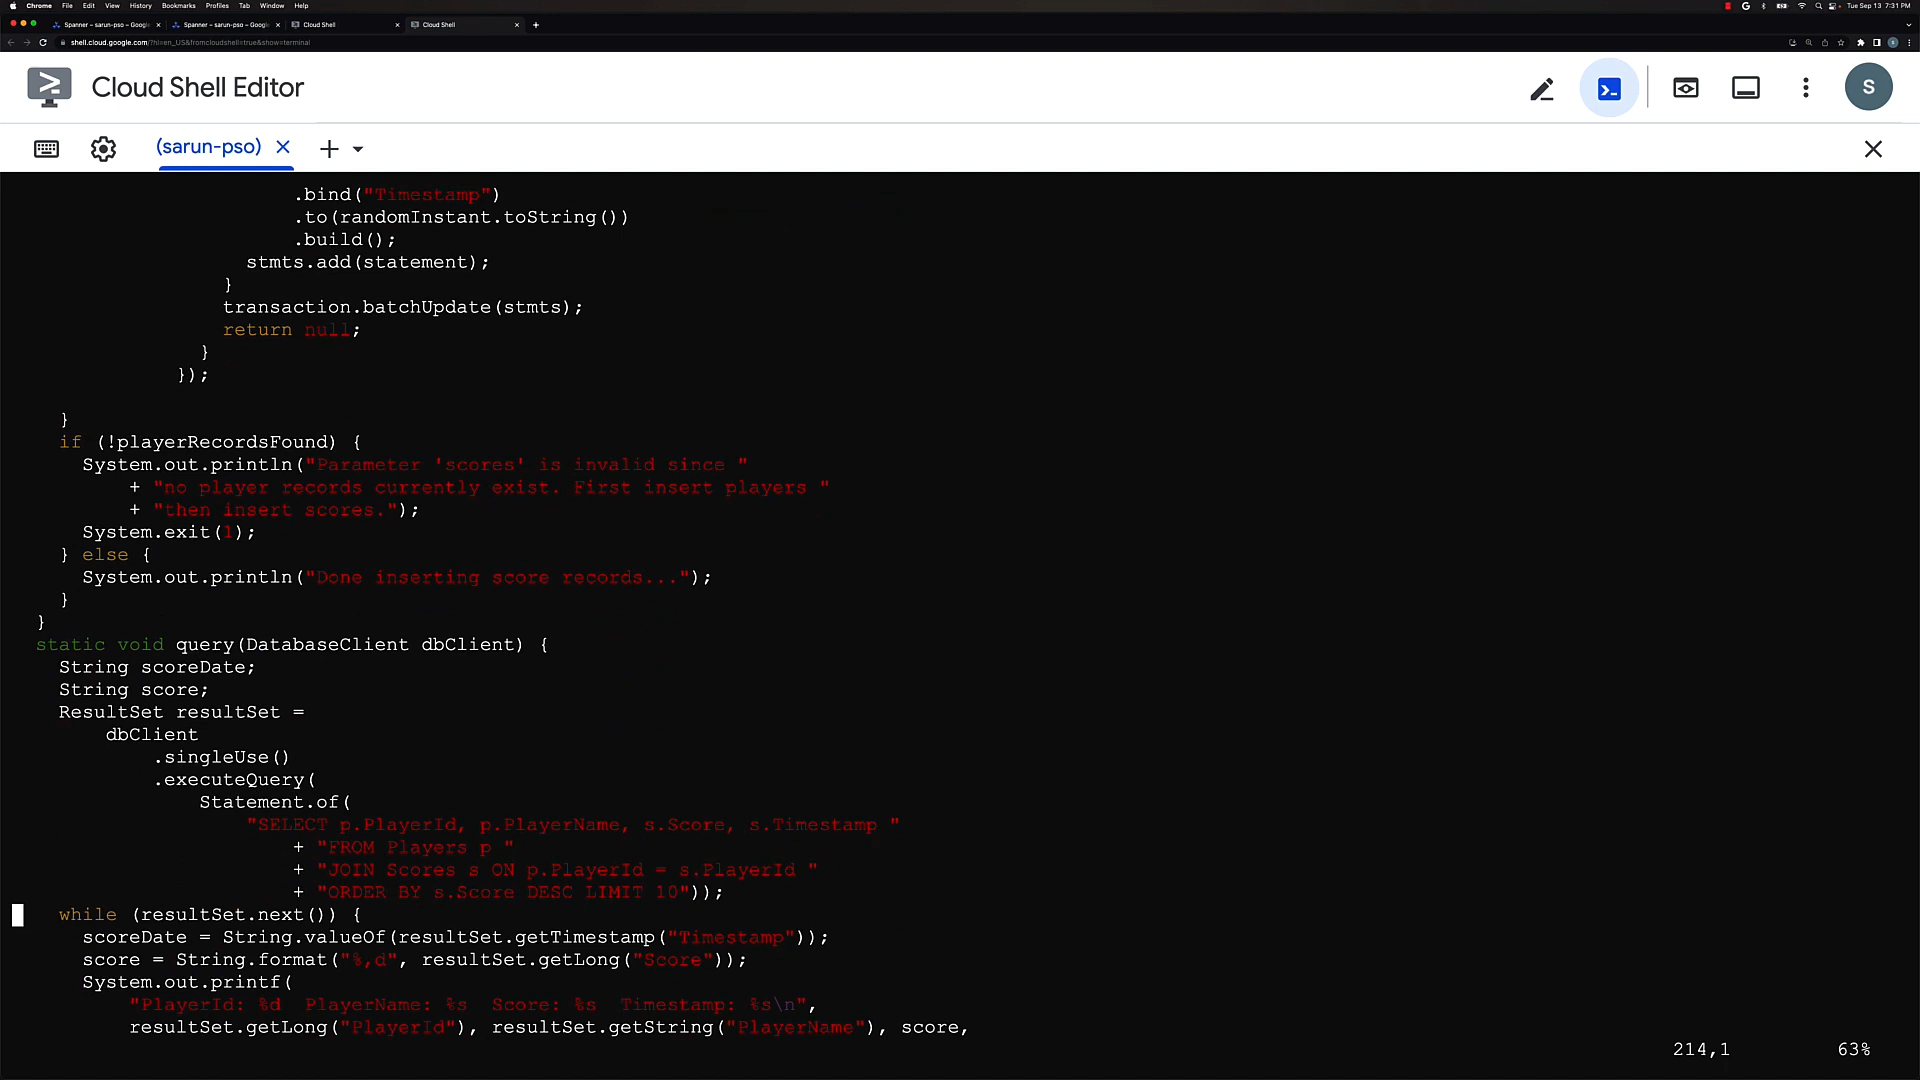 Chrome File Edit View History Bookmarks Profiles Tab Window Help
Tue Sep 13 7:31 PM
Spanner – sarun-pso – Google
Spanner – sarun-pso – Google
Cloud Shell
Cloud Shell
shell.cloud.google.com/?hl=en_US&fromcloudshell=true&show=terminal
Cloud Shell Editor
S
(sarun-pso)
.bind("Timestamp")
.to(randomInstant.toString())
.build();
stmts.add(statement);
}
transaction.batchUpdate(stmts);
return null;
}
});
}
if (!playerRecordsFound) {
System.out.println("Parameter 'scores' is invalid since "
+ "no player records currently exist. First insert players "
+ "then insert scores.");
System.exit(1);
} else {
System.out.println("Done inserting score records...");
}
}
static void query(DatabaseClient dbClient) {
String scoreDate;
String score;
ResultSet resultSet =
dbClient
.singleUse()
.executeQuery(
Statement.of(
"SELECT p.PlayerId, p.PlayerName, s.Score, s.Timestamp "
+ "FROM Players p "
+ "JOIN Scores s ON p.PlayerId = s.PlayerId "
+ "ORDER BY s.Score DESC LIMIT 10"));
while (resultSet.next()) {
scoreDate = String.valueOf(resultSet.getTimestamp("Timestamp"));
score = String.format("%,d", resultSet.getLong("Score"));
System.out.printf(
"PlayerId: %d  PlayerName: %s  Score: %s  Timestamp: %s\n",
resultSet.getLong("PlayerId"), resultSet.getString("PlayerName"), score,
214,1 63%